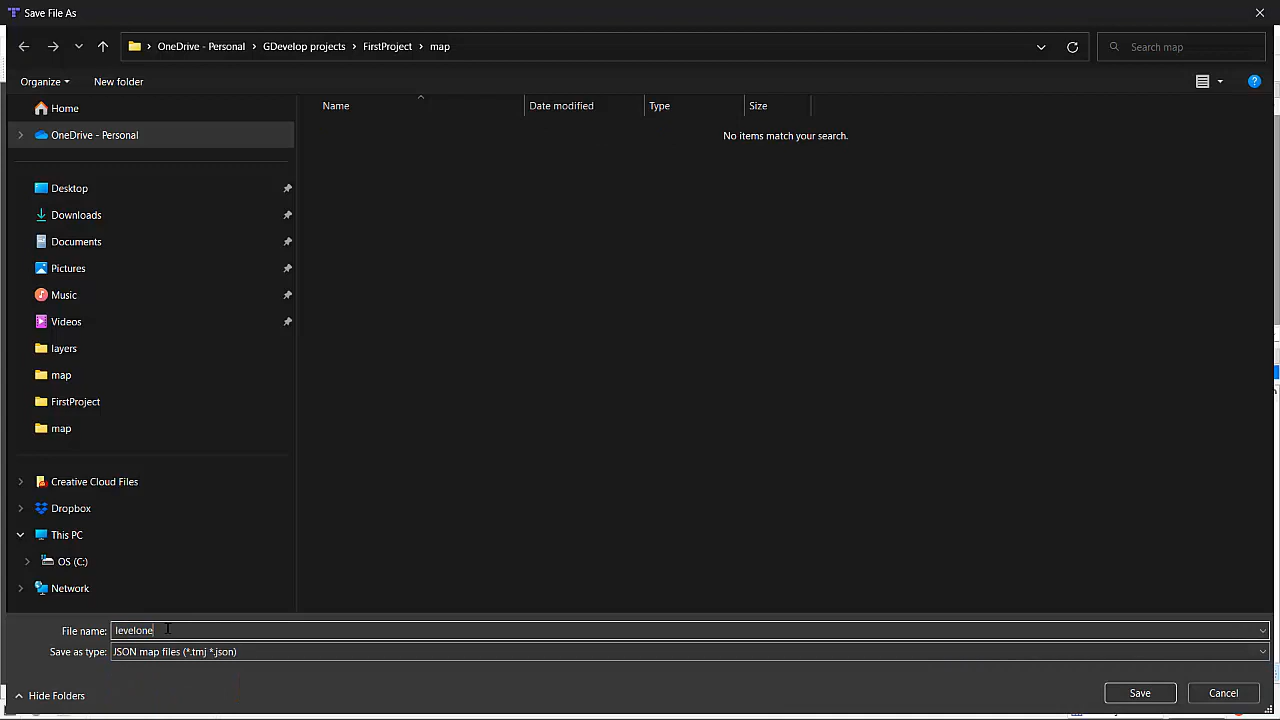 Save File As
OneDrive - Personal
GDevelop projects
FirstProject
map
Search map
Organize
New folder
Home
OneDrive - Personal
Desktop
Downloads
Documents
Pictures
Music
Videos
layers
map
FirstProject
map
Creative Cloud Files
Dropbox
This PC
OS (C:)
Network
Name
Date modified
Type
Size
No items match your search.
File name: levelone
Save as type: JSON map files (*.tmj *.json)
Hide Folders
Save
Cancel